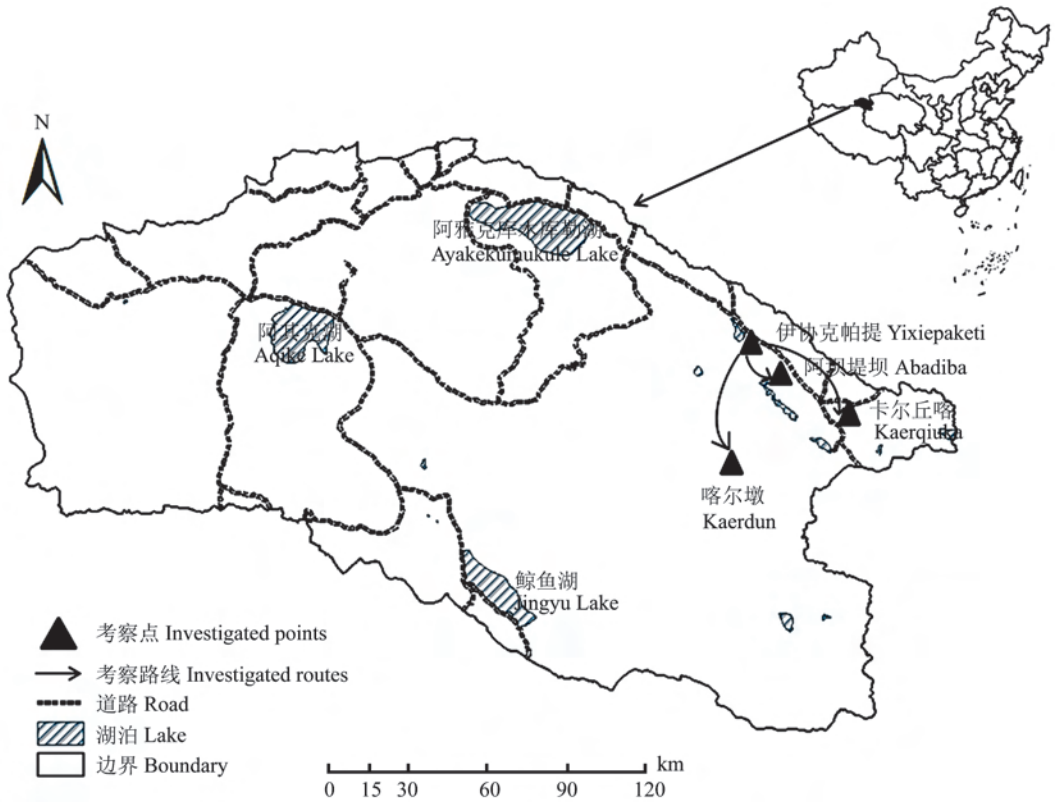 N
阿雅克库木库勒湖
Ayakekumukule Lake
阿其克湖
Aqike Lake
伊协克帕提 Yixiepaketi
阿坝堤坝 Abadiba
卡尔丘喀
Kaerqiuka
喀尔墩
Kaerdun
鲸鱼湖
Jingyu Lake
考察点 Investigated points
考察路线 Investigated routes
道路 Road
湖泊 Lake
边界 Boundary
0 15 30 60 90 120 km